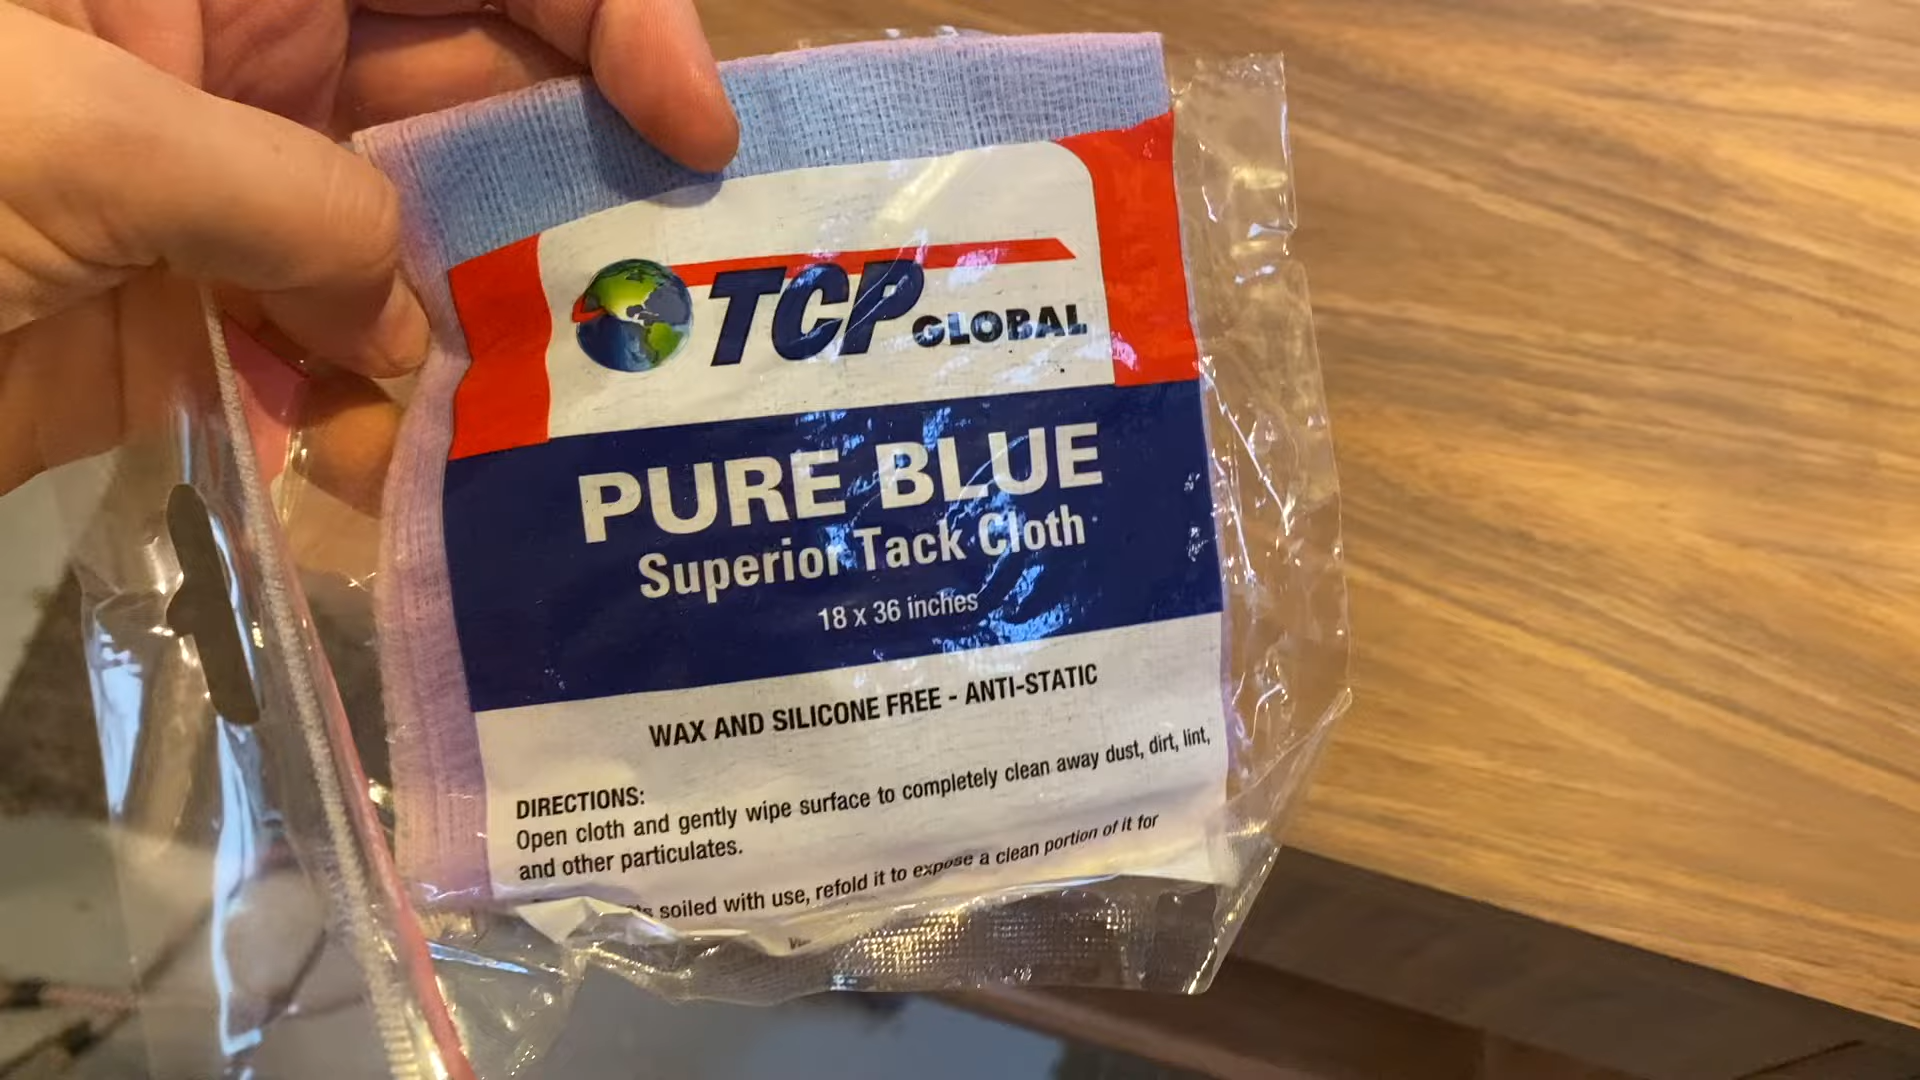 TCP GLOBAL
PURE BLUE
Superior Tack Cloth
18 x 36 inches
WAX AND SILICONE FREE - ANTI-STATIC
DIRECTIONS:
Open cloth and gently wipe surface to completely clean away dust, dirt, lint,
and other particulates.
soiled with use, refold it to expose a clean portion of it for